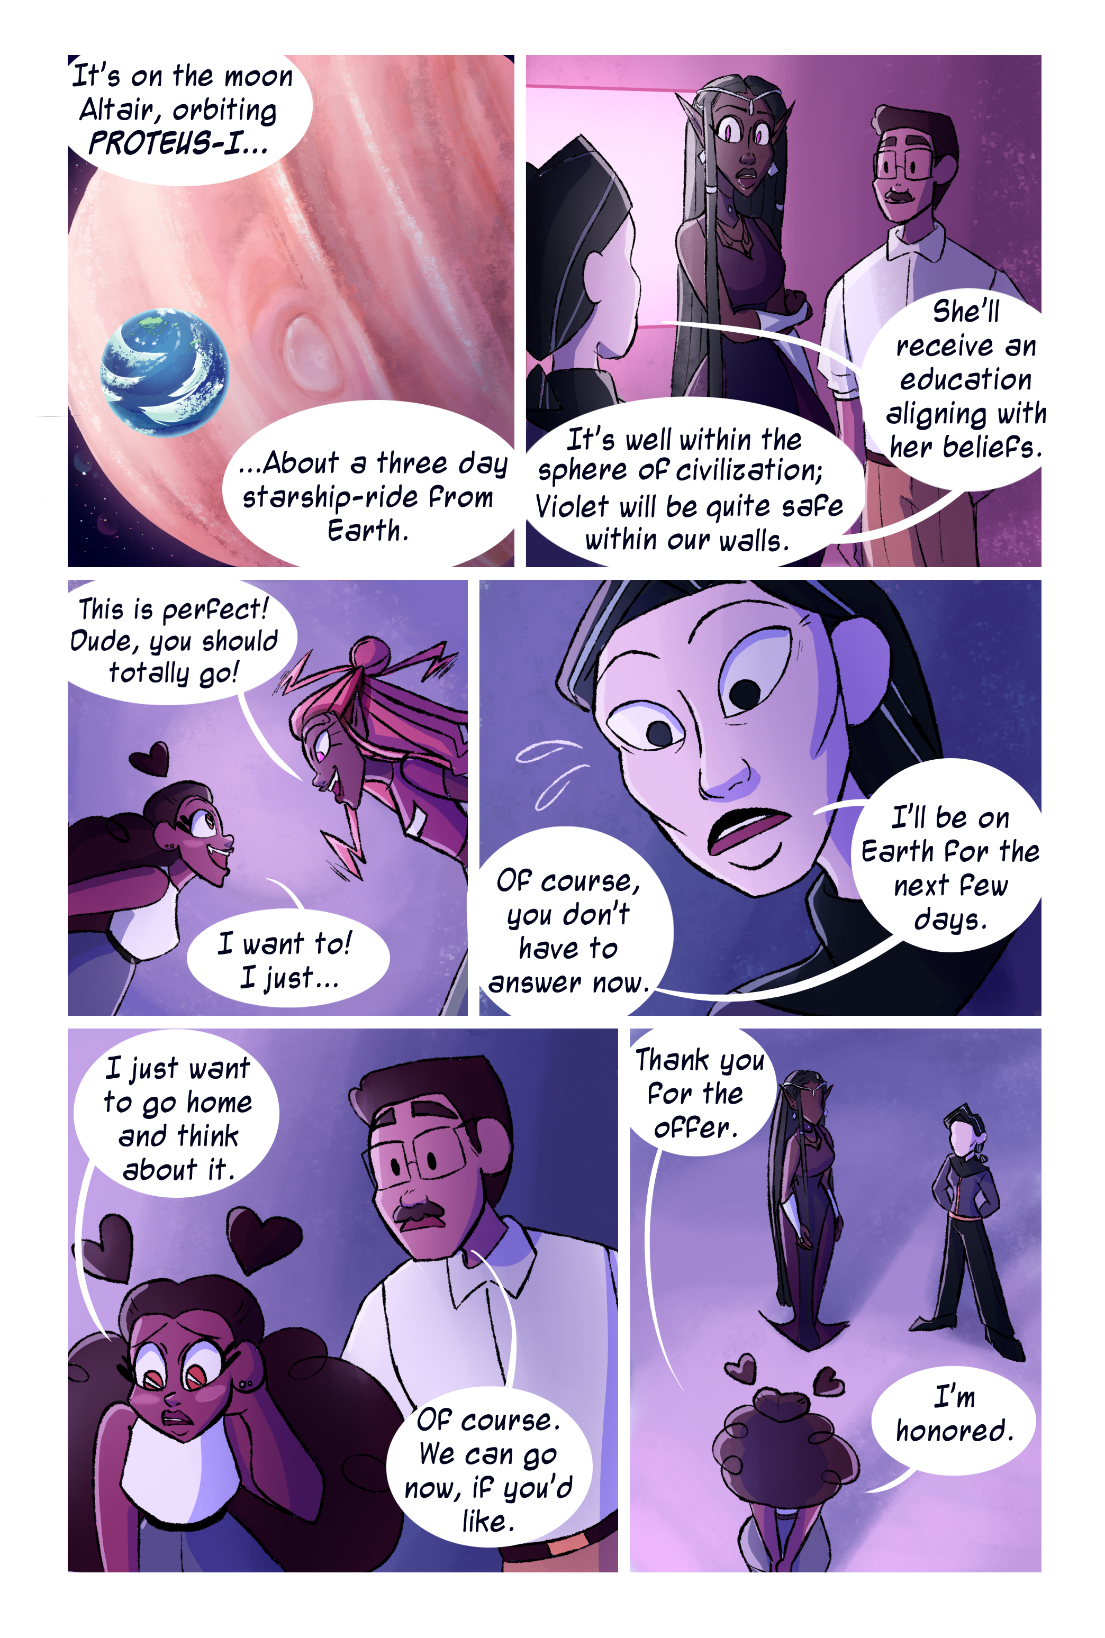 It's on the moon
Altair, orbiting
PROTEUS-I...
...About a three day
starship-ride from
Earth.
It's well within the
sphere of civilization;
Violet will be quite safe
within our walls.
She'll
receive an
education
aligning with
her beliefs.
This is perfect!
Dude, you should
totally go!
I want to!
I just...
Of course,
you don't
have to
answer now.
I'll be on
Earth for the
next few
days.
I just want
to go home
and think
about it.
Of course.
We can go
now, if you'd
like.
Thank you
for the
offer.
I'm
honored.